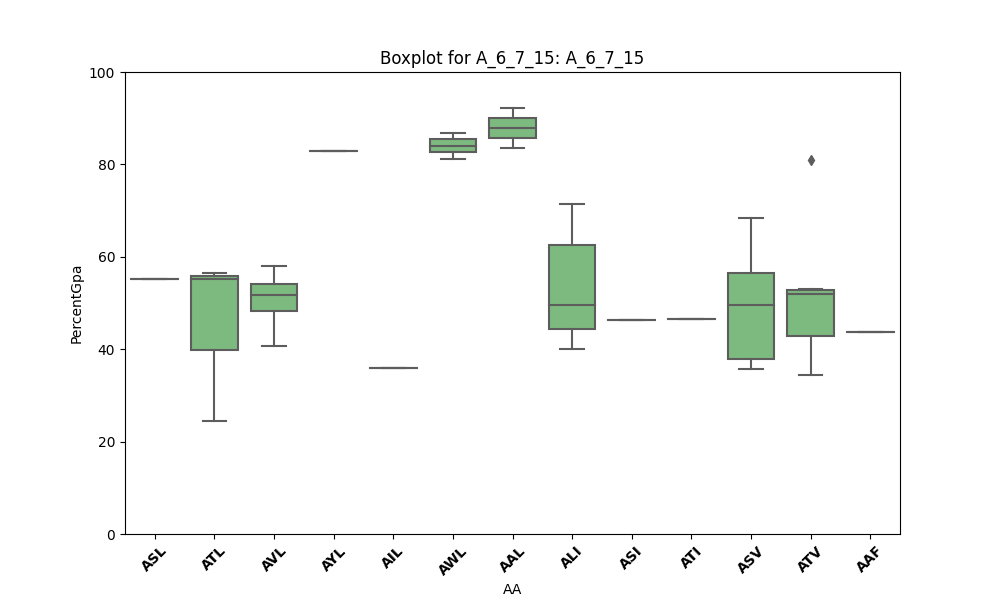 Boxplot for A_6_7_15: A_6_7_15
PercentGpa
100
80
60
40
20
0
ASL ATL AVL AYL AIL AWL AAL ALI ASI ATI ASV ATV AAF
AA